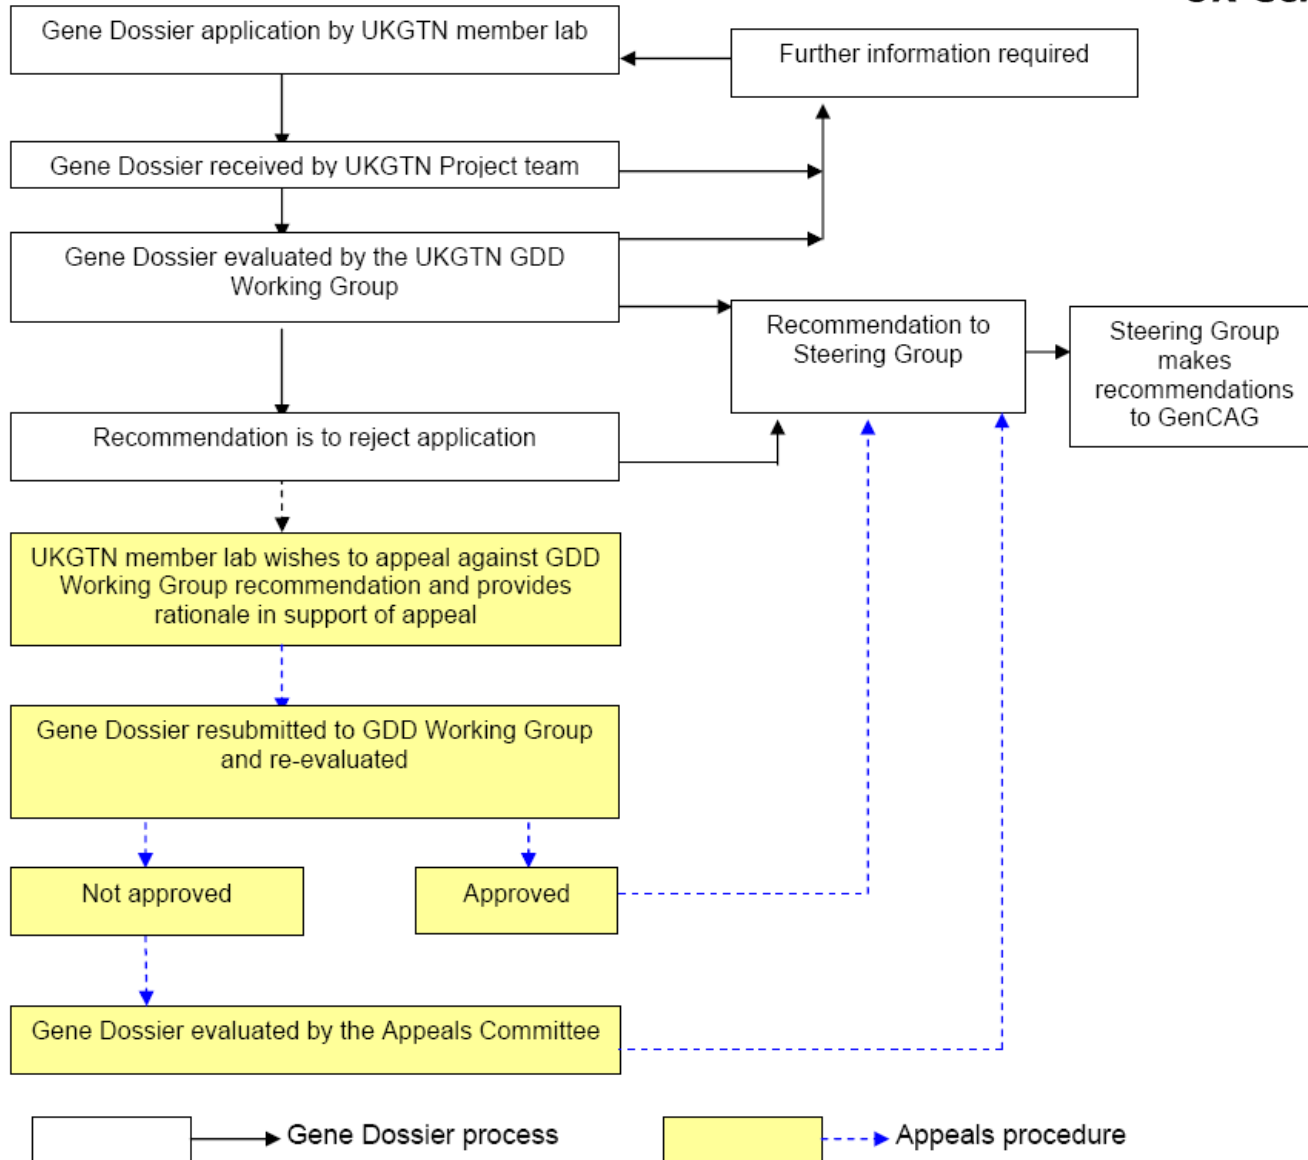 Gene Dossier application by UKGTN member lab
Further information required
Gene Dossier received by UKGTN Project team
Gene Dossier evaluated by the UKGTN GDD
Working Group
Recommendation to
Steering Group
Steering Group
makes
recommendations
to GenCAG
Recommendation is to reject application
UKGTN member lab wishes to appeal against GDD
Working Group recommendation and provides
rationale in support of appeal
Gene Dossier resubmitted to GDD Working Group
and re-evaluated
Not approved
Approved
Gene Dossier evaluated by the Appeals Committee
Gene Dossier process
Appeals procedure